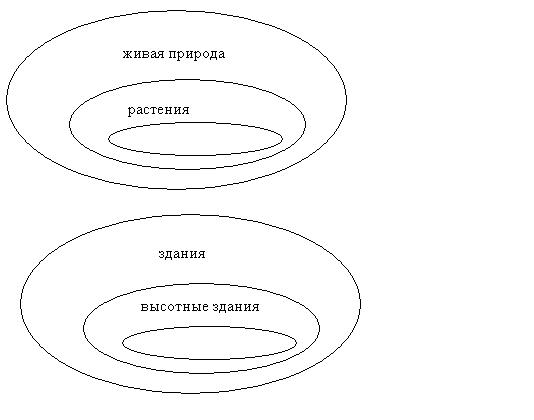 живая природа
растения
здания
высотные здания